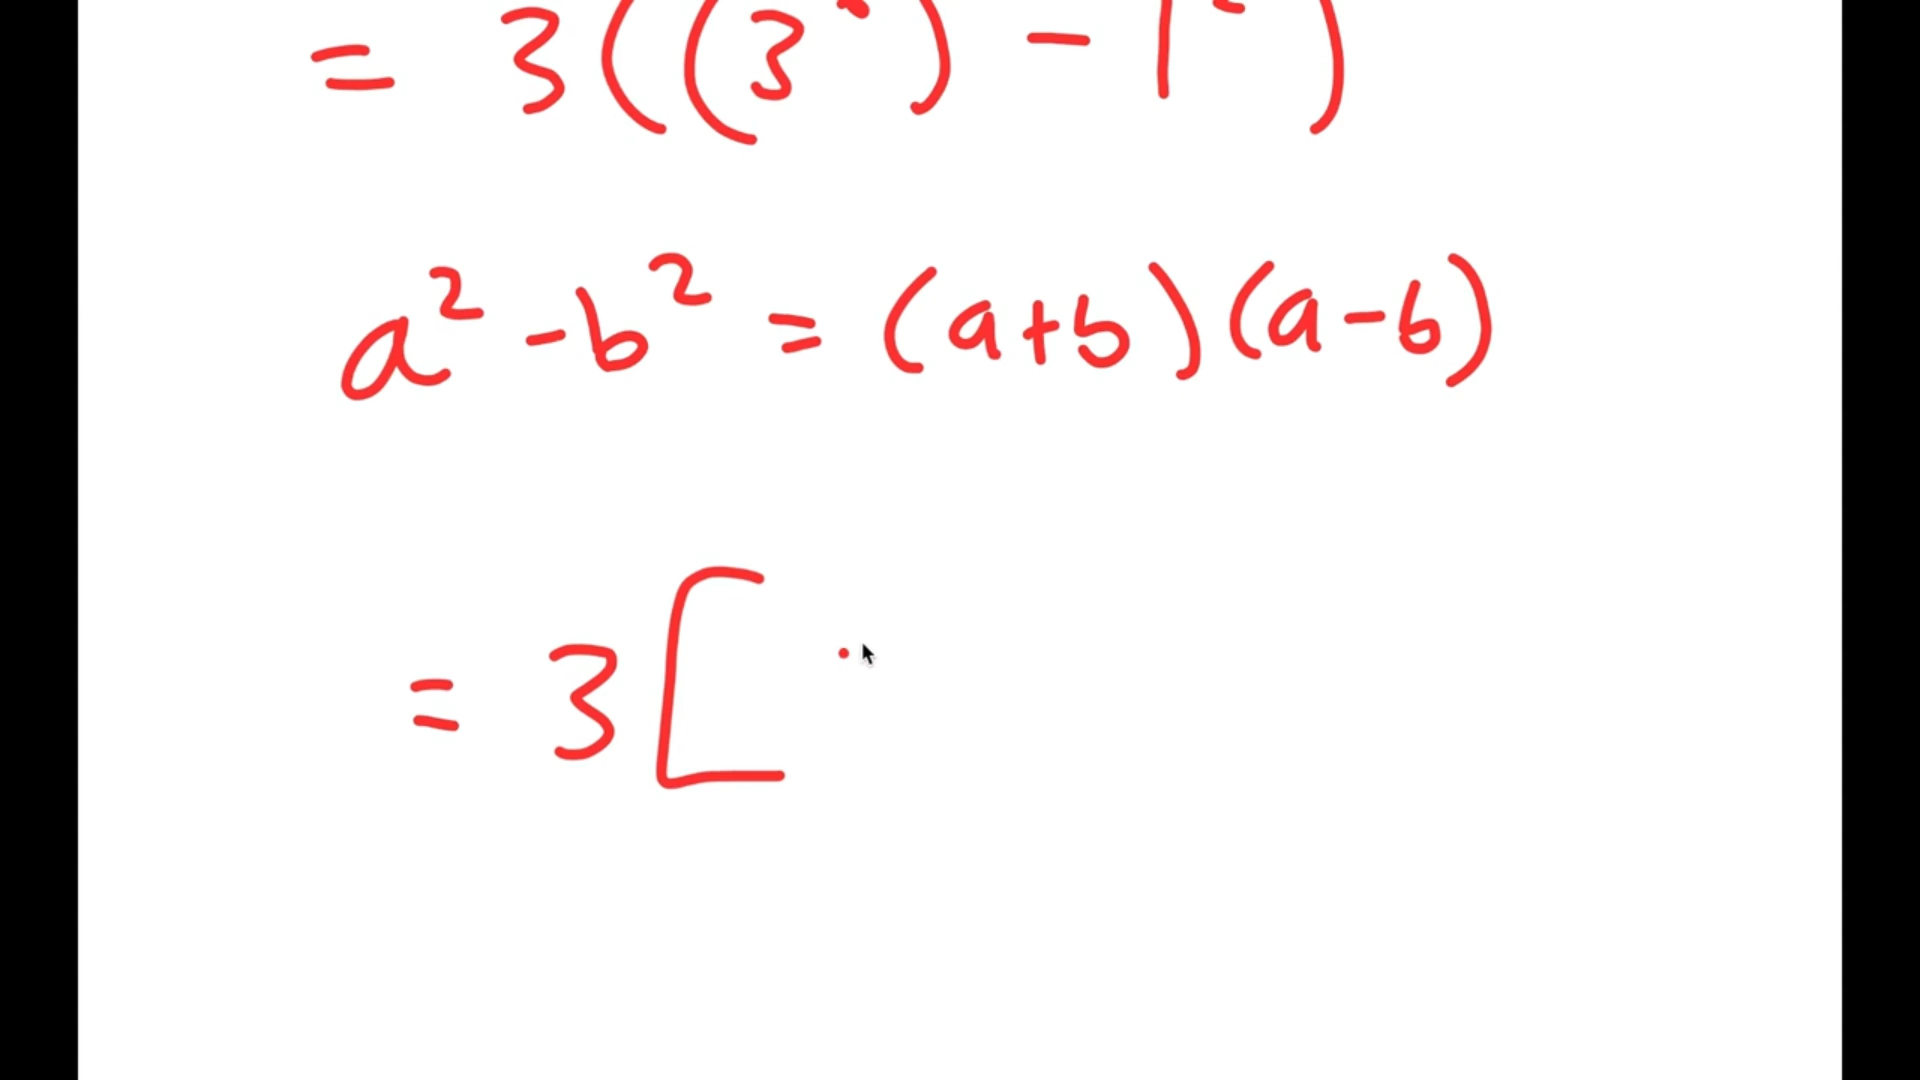 = 3((3 ) - 1 )
a² - b² = (a+b)(a-b)
= 3[